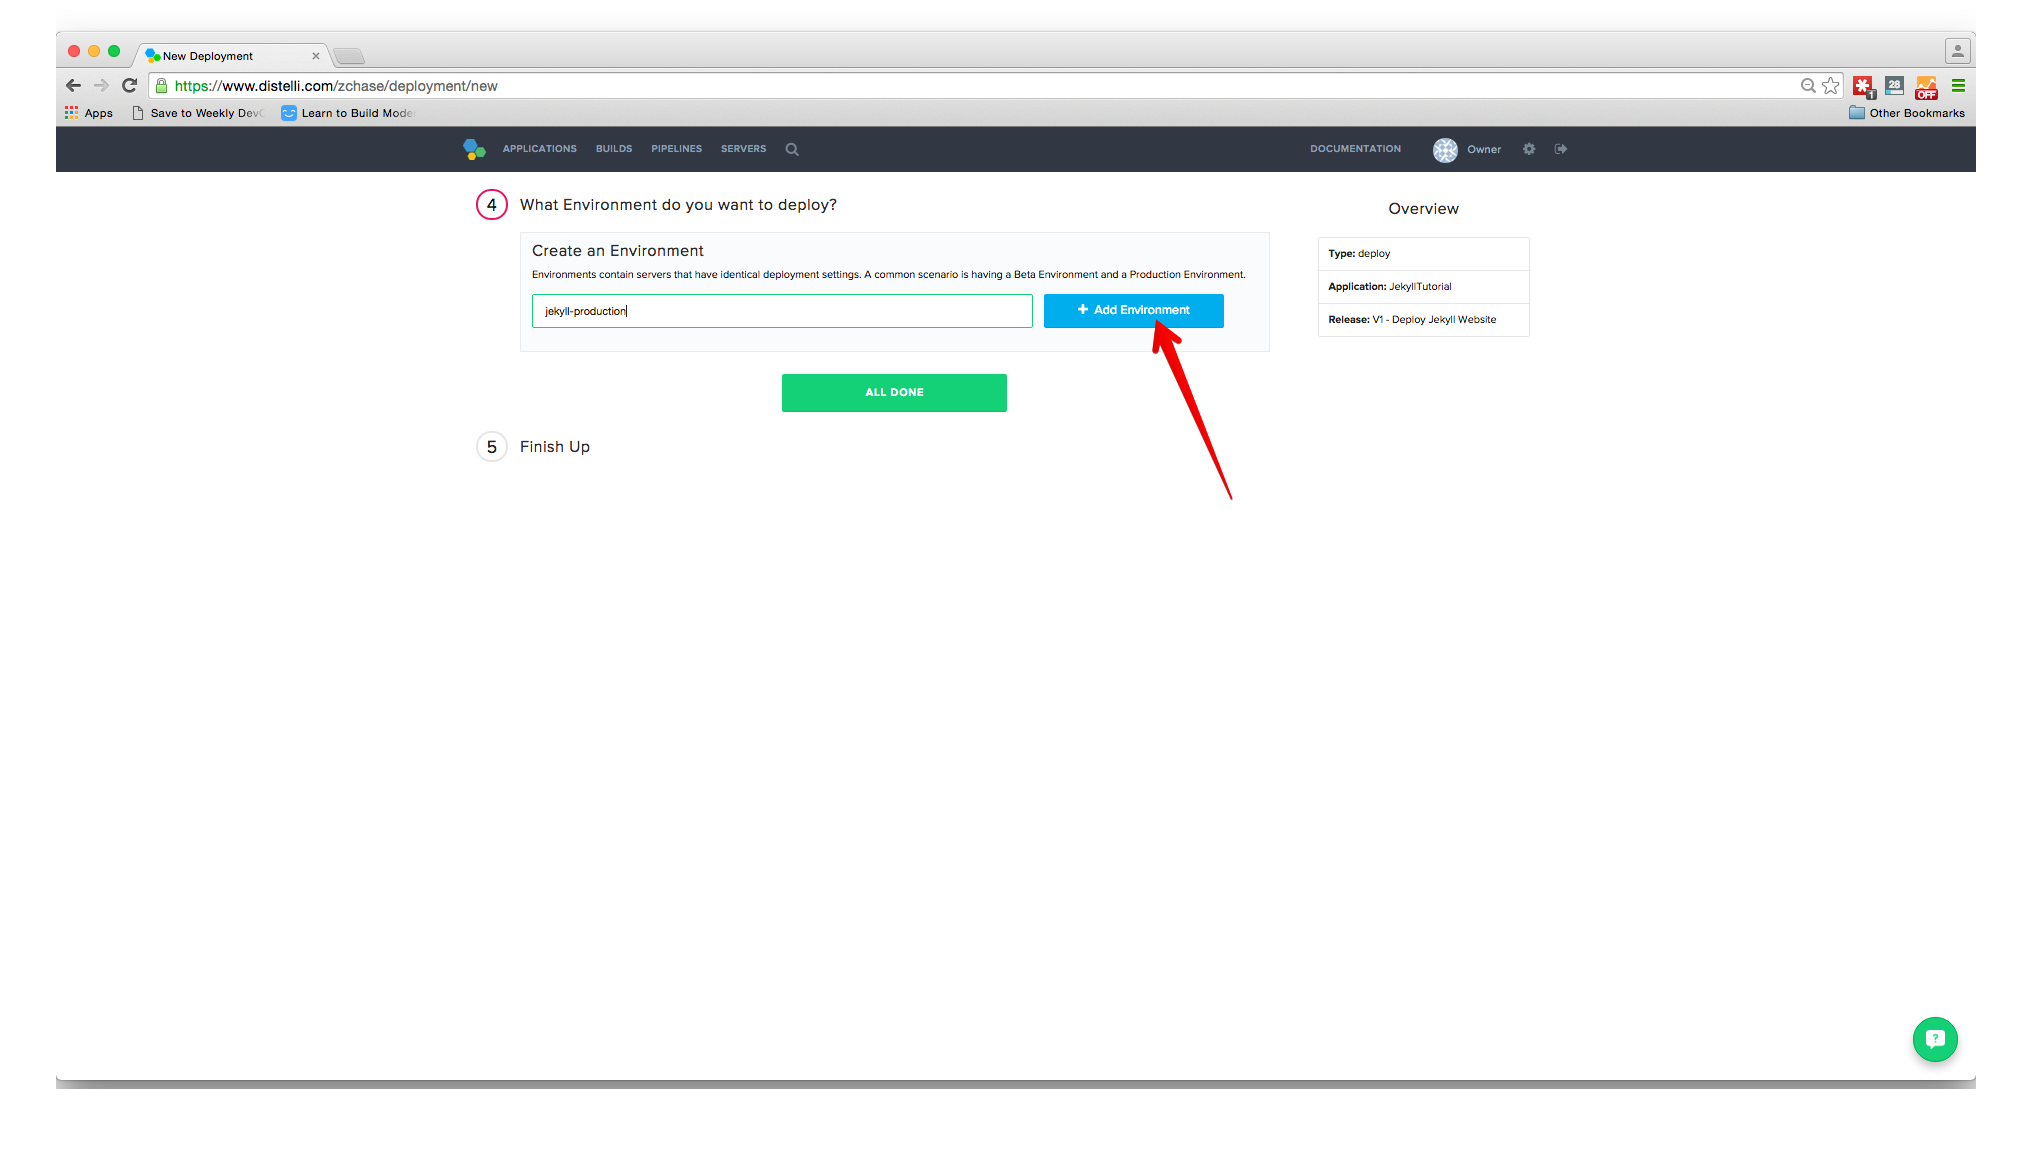 New Deployment
https://www.distelli.com/zchase/deployment/new
28
1
OFF
Apps
Save to Weekly Dev
Learn to Build Mode
Other Bookmarks
APPLICATIONS BUILDS PIPELINES SERVERS
DOCUMENTATION Owner
4 What Environment do you want to deploy?
Create an Environment
Environments contain servers that have identical deployment settings. A common scenario is having a Beta Environment and a Production Environment.
jekyll-production
+ Add Environment
ALL DONE
5 Finish Up
Overview
Type: deploy
Application: JekyllTutorial
Release: V1 - Deploy Jekyll Website
?